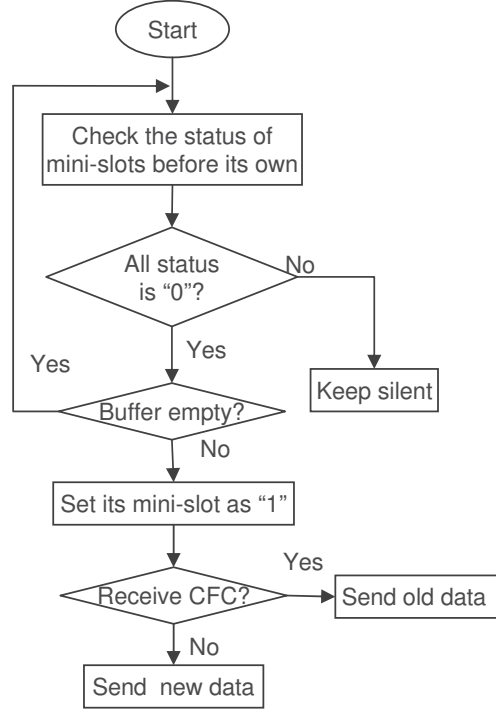 Start
Check the status of
mini-slots before its own
All status
is “0”?
No
Yes
Yes
Keep silent
Buffer empty?
No
Set its mini-slot as “1”
Yes
Receive CFC?
Send old data
No
Send new data